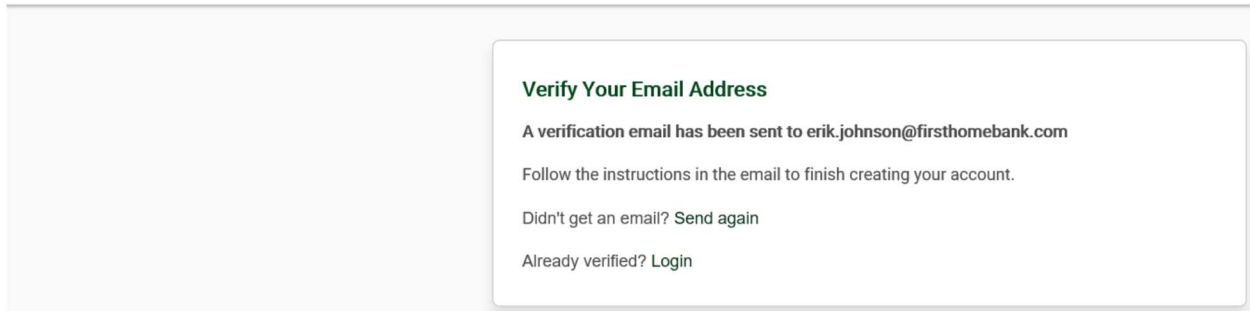 Verify Your Email Address
A verification email has been sent to erik.johnson@firsthomebank.com
Follow the instructions in the email to finish creating your account.
Didn't get an email? Send again
Already verified? Login